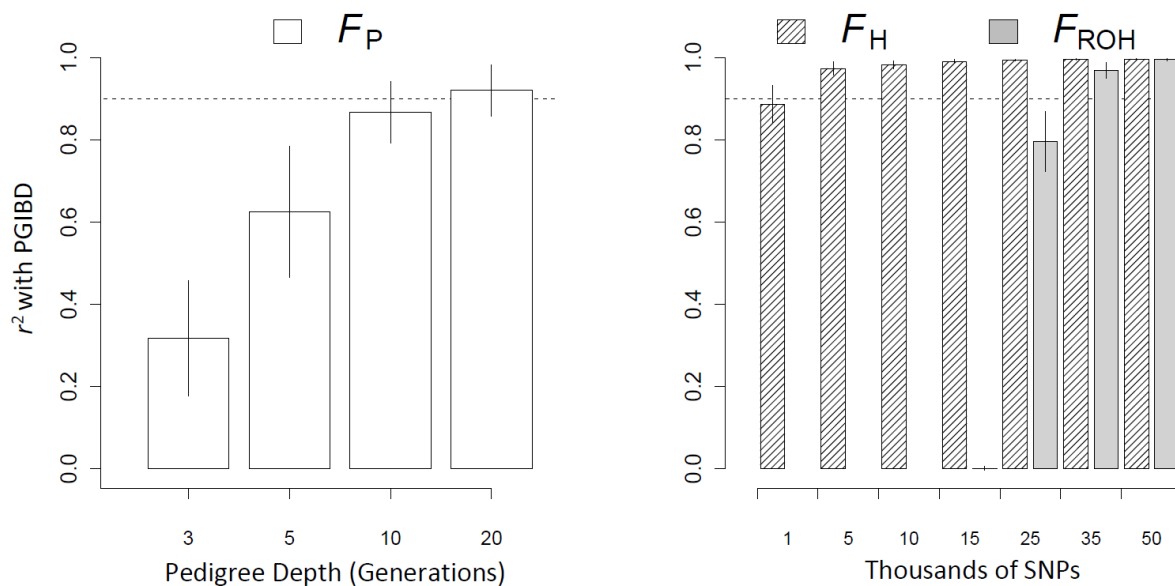 F_P
r² with PGIBD
1.0
0.8
0.6
0.4
0.2
0.0
3 5 10 20
Pedigree Depth (Generations)
F_H F_ROH
1.0
0.8
0.6
0.4
0.2
0.0
1 5 10 15 25 35 50
Thousands of SNPs